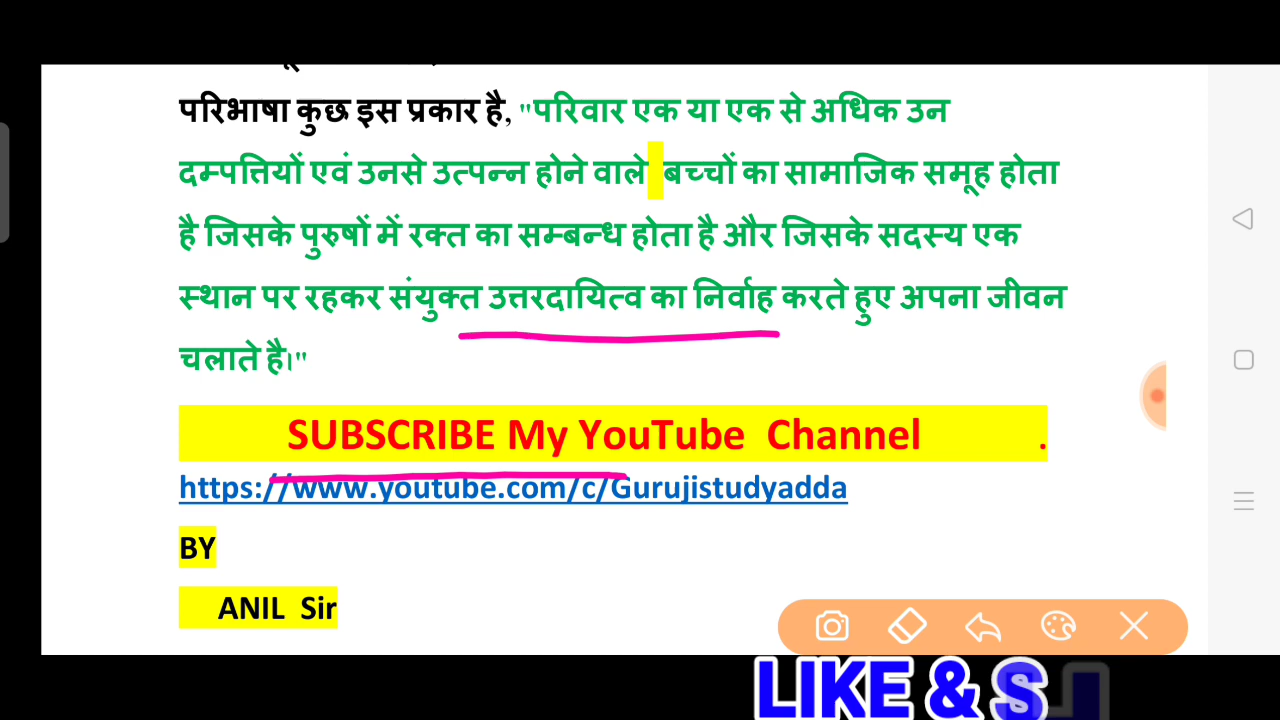 परिभाषा कुछ इस प्रकार है, "परिवार एक या एक से अधिक उन
दम्पत्तियों एवं उनसे उत्पन्न होने वाले बच्चों का सामाजिक समूह होता
है जिसके पुरुषों में रक्त का सम्बन्ध होता है और जिसके सदस्य एक
स्थान पर रहकर संयुक्त उत्तरदायित्व का निर्वाह करते हुए अपना जीवन
चलाते है।"
SUBSCRIBE My YouTube Channel .
https://www.youtube.com/c/Gurujistudyadda
BY
ANIL Sir
LIKE & S